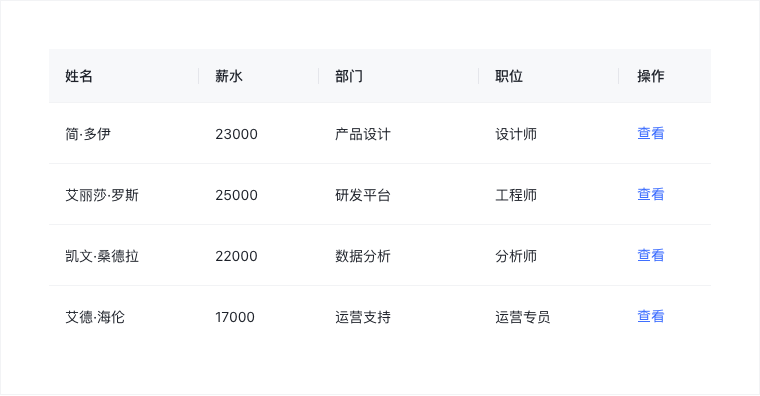 姓名 薪水 部门 职位 操作
简·多伊 23000 产品设计 设计师 查看
艾丽莎·罗斯 25000 研发平台 工程师 查看
凯文·桑德拉 22000 数据分析 分析师 查看
艾德·海伦 17000 运营支持 运营专员 查看